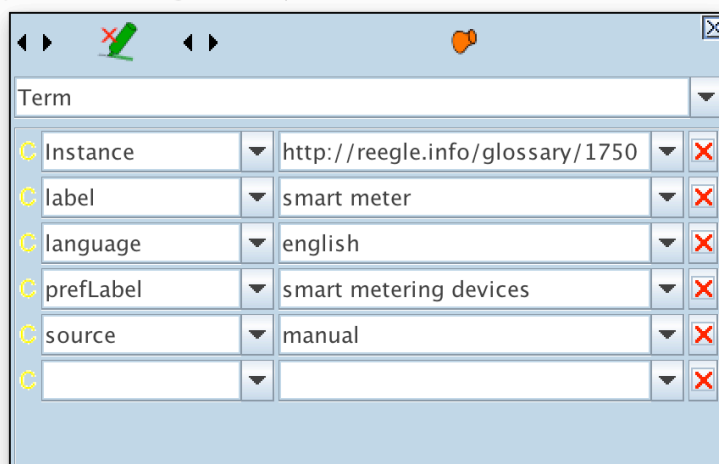 Term
C Instance http://reegle.info/glossary/1750
C label smart meter
C language english
C prefLabel smart metering devices
C source manual
C